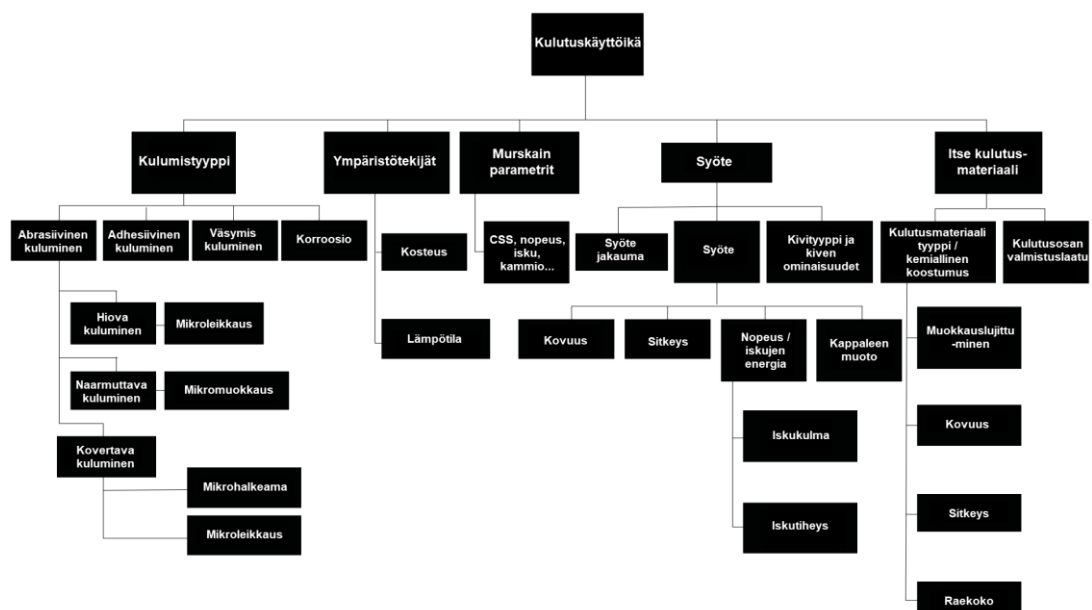 Kulutuskäyttöikä
Kulumistyyppi
Ympäristötekijät
Murskain
parametrit
Syöte
Itse kulutus-
materiaali
Abrasiivinen
kuluminen
Adhesiivinen
kuluminen
Väsymis
kuluminen
Korroosio
Kosteus
CSS, nopeus,
isku,
kammio...
Syöte
jakauma
Syöte
Kivityyppi ja
kiven
ominaisuudet
Kulutusmateriaali
tyyppi /
kemiallinen
koostumus
Kulutusosan
valmistuslaatu
Hiova
kuluminen
Mikroleikkaus
Lämpötila
Kovuus
Sitkeys
Nopeus /
iskujen
energia
Kappaleen
muoto
Muokkauslujittu
-minen
Naarmuttava
kuluminen
Mikromuokkaus
Iskukulma
Kovuus
Kovertava
kuluminen
Mikrohalkeama
Mikroleikkaus
Iskutiheys
Sitkeys
Raekoko